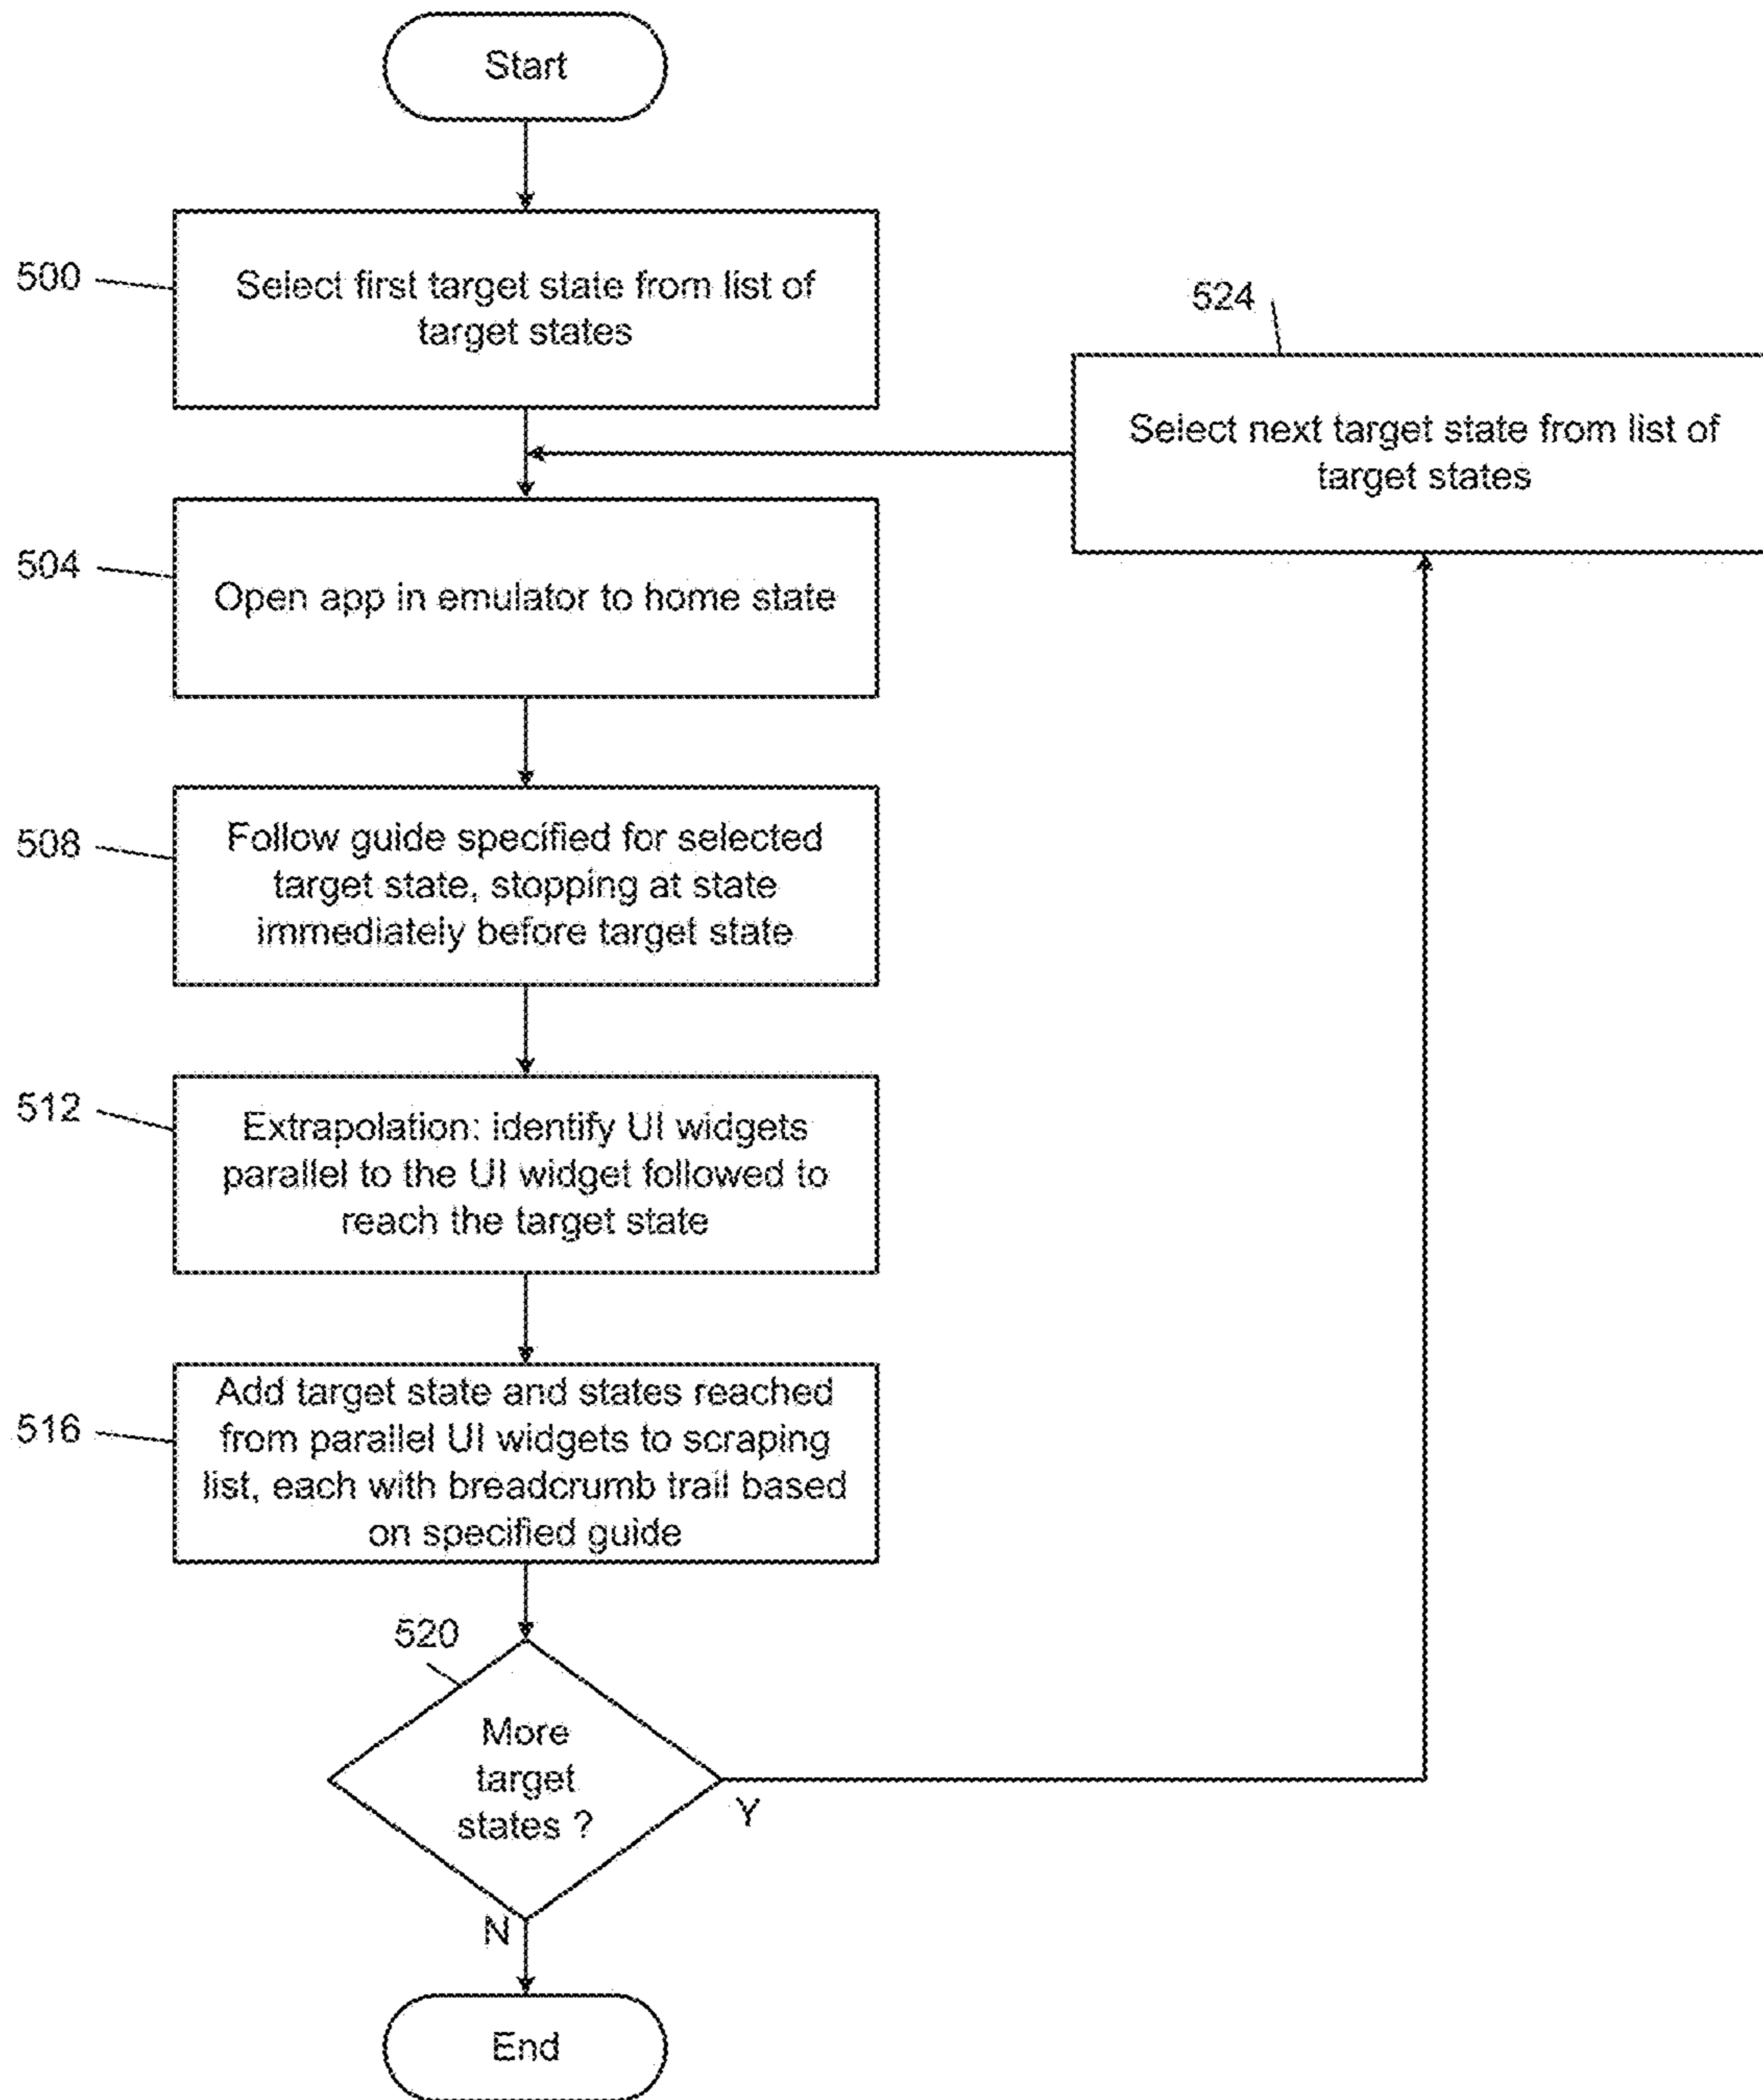 Start
500
Select first target state from list of
target states
524
Select next target state from list of
target states
504
Open app in emulator to home state
508
Follow guide specified for selected
target state, stopping at state
immediately before target state
512
Extrapolation: identify UI widgets
parallel to the UI widget followed to
reach the target state
516
Add target state and states reached
from parallel UI widgets to scraping
list, each with breadcrumb trail based
on specified guide
520
More
target
states ?
Y
N
End